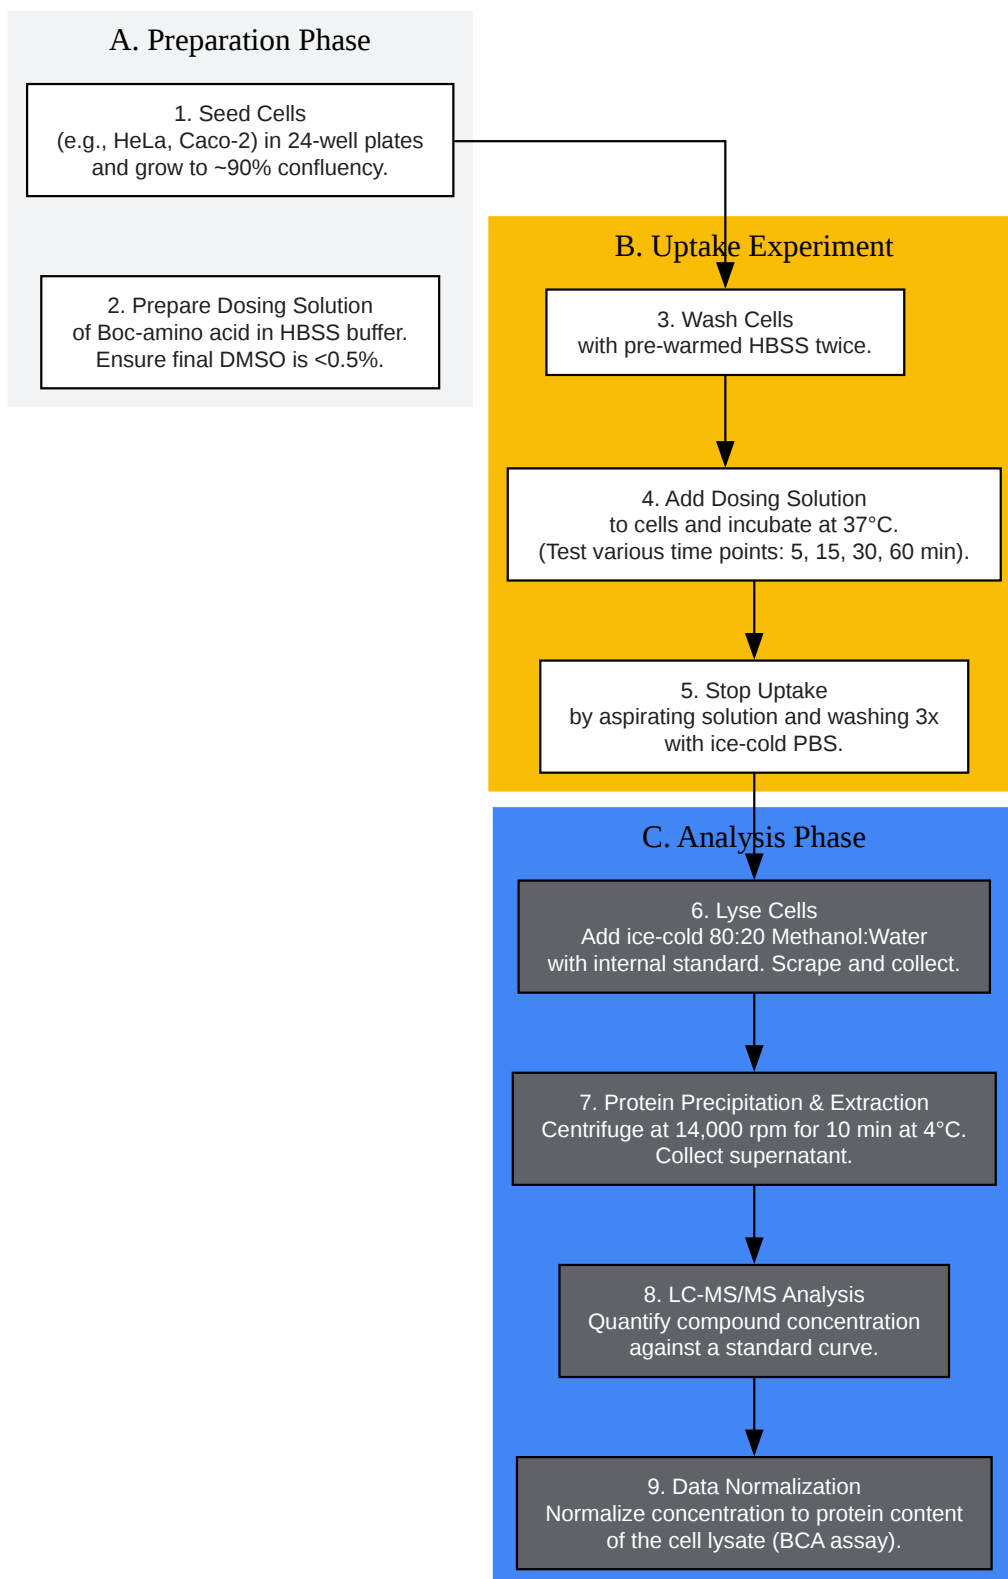 A. Preparation Phase
1. Seed Cells
(e.g., HeLa, Caco-2) in 24-well plates
and grow to ~90% confluency.
2. Prepare Dosing Solution
of Boc-amino acid in HBSS buffer.
Ensure final DMSO is <0.5%.
B. Uptake Experiment
3. Wash Cells
with pre-warmed HBSS twice.
4. Add Dosing Solution
to cells and incubate at 37°C.
(Test various time points: 5, 15, 30, 60 min).
5. Stop Uptake
by aspirating solution and washing 3x
with ice-cold PBS.
C. Analysis Phase
6. Lyse Cells
Add ice-cold 80:20 Methanol:Water
with internal standard. Scrape and collect.
7. Protein Precipitation & Extraction
Centrifuge at 14,000 rpm for 10 min at 4°C.
Collect supernatant.
8. LC-MS/MS Analysis
Quantify compound concentration
against a standard curve.
9. Data Normalization
Normalize concentration to protein content
of the cell lysate (BCA assay).